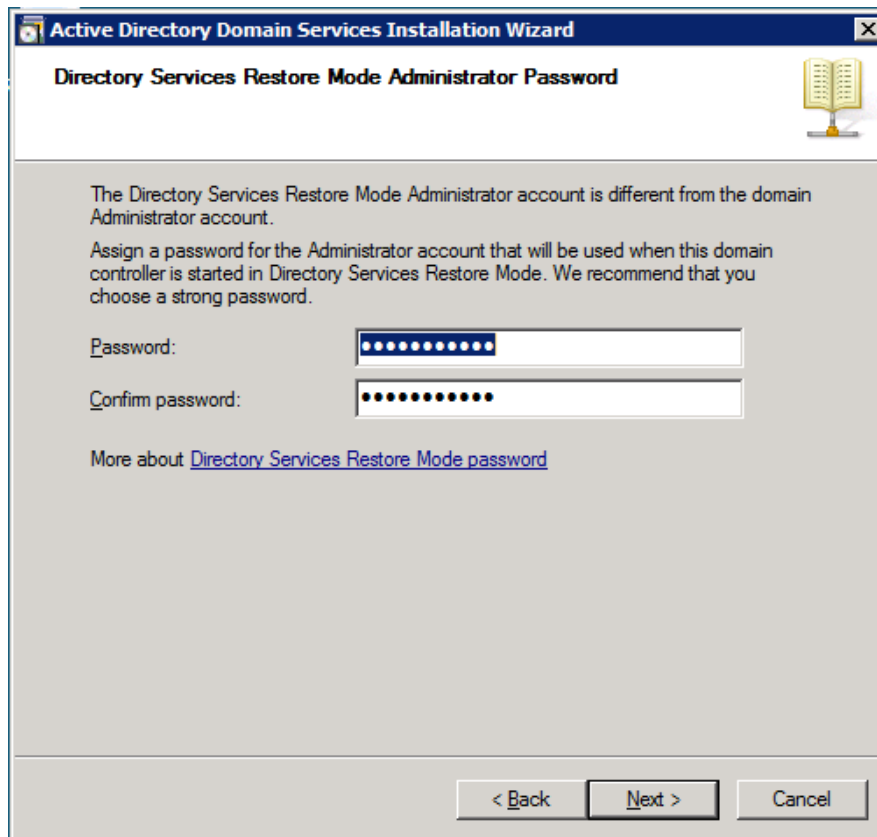 Active Directory Domain Services Installation Wizard
Directory Services Restore Mode Administrator Password
The Directory Services Restore Mode Administrator account is different from the domain
Administrator account.
Assign a password for the Administrator account that will be used when this domain
controller is started in Directory Services Restore Mode. We recommend that you
choose a strong password.
Password: ●●●●●●●●●●●
Confirm password: ●●●●●●●●●●●
More about Directory Services Restore Mode password
< Back Next > Cancel